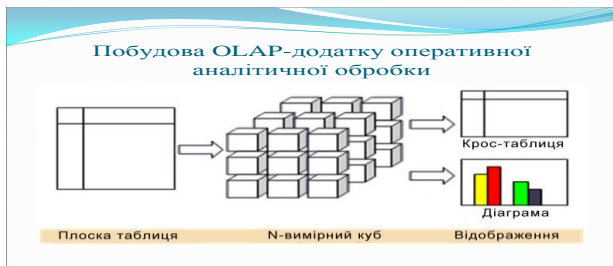 Побудова OLAP-додатку оперативної
аналітичної обробки
Крос-таблиця
Діаграма
Плоска таблиця N-вимірний куб Відображення